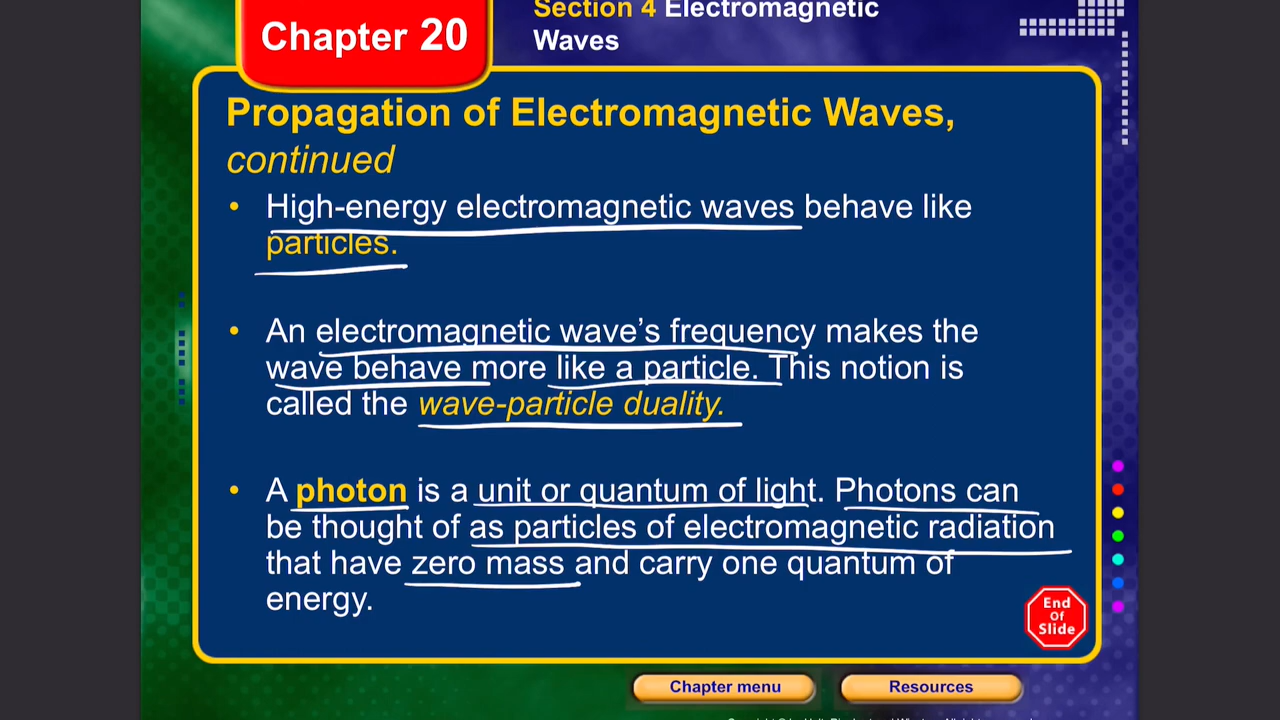 Chapter 20
Section 4 Electromagnetic
Waves
Propagation of Electromagnetic Waves,
continued
• High-energy electromagnetic waves behave like
particles.
• An electromagnetic wave’s frequency makes the
wave behave more like a particle. This notion is
called the wave-particle duality.
• A photon is a unit or quantum of light. Photons can
be thought of as particles of electromagnetic radiation
that have zero mass and carry one quantum of
energy.
End
Of
Slide
Chapter menu
Resources